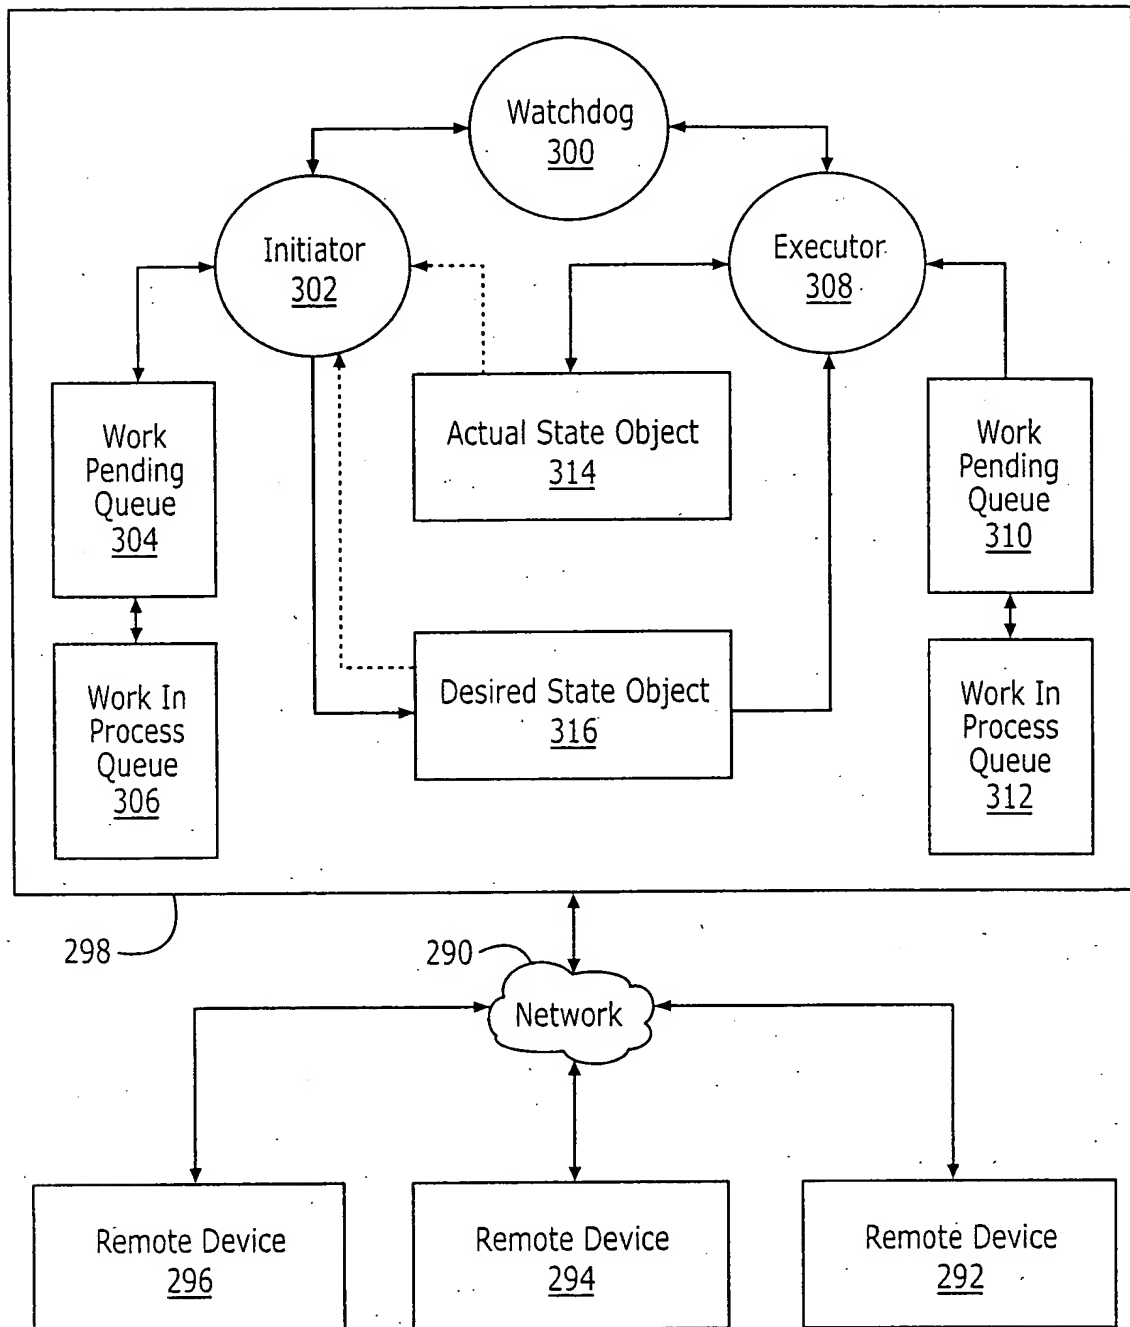 Watchdog
300
Initiator
302
Executor
308
Work
Pending
Queue
304
Actual State Object
314
Work
Pending
Queue
310
Work In
Process
Queue
306
Desired State Object
316
Work In
Process
Queue
312
298
290
Network
Remote Device
296
Remote Device
294
Remote Device
292